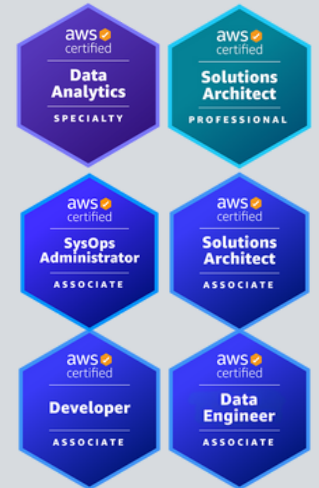 aws
certified
Data
Analytics
SPECIALTY
aws
certified
Solutions
Architect
PROFESSIONAL
aws
certified
SysOps
Administrator
ASSOCIATE
aws
certified
Solutions
Architect
ASSOCIATE
aws
certified
Developer
ASSOCIATE
aws
certified
Data
Engineer
ASSOCIATE